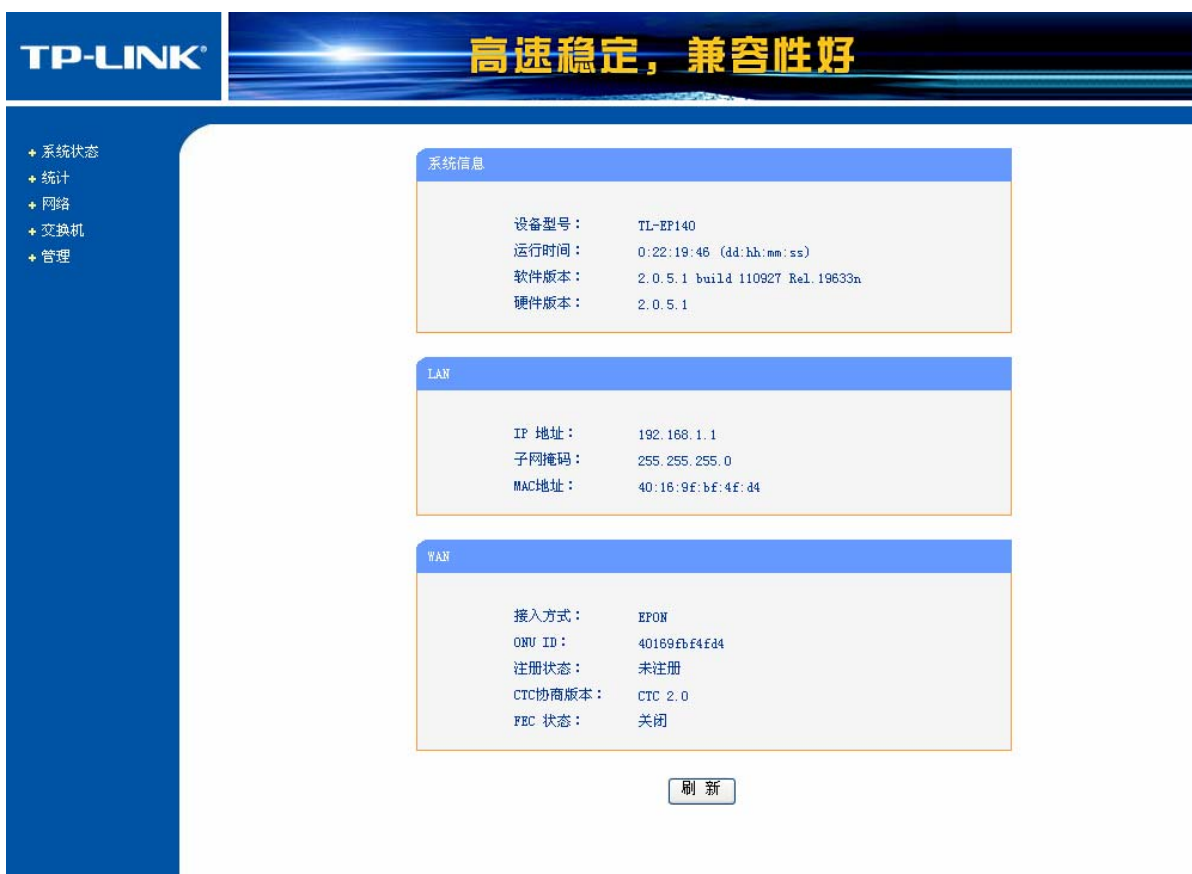 TP-LINK®
高速稳定，兼容性好
系统状态
统计
网络
交换机
管理
系统信息
设备型号： TL-EP140
运行时间： 0:22:19:46 (dd:hh:mm:ss)
软件版本： 2.0.5.1 build 110927 Rel.19633n
硬件版本： 2.0.5.1
LAN
IP 地址： 192.168.1.1
子网掩码： 255.255.255.0
MAC地址： 40:16:9f:bf:4f:d4
WAN
接入方式： EPON
ONU ID： 40169fbf4fd4
注册状态： 未注册
CTC协商版本： CTC 2.0
FEC 状态： 关闭
刷 新